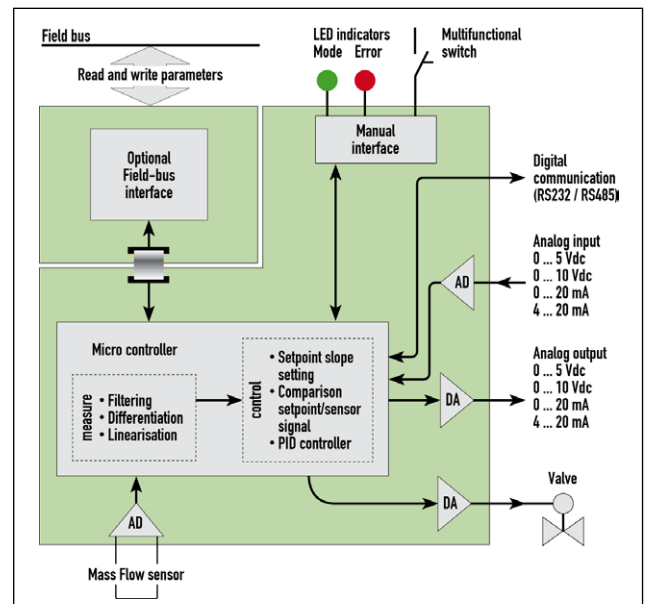 Field bus
Read and write parameters
LED indicators
Mode Error
Multifunctional
switch
Optional
Field-bus
interface
Manual
interface
Digital
communication
(RS232 / RS485)
Analog input
0 ... 5 Vdc
0 ... 10 Vdc
0 ... 20 mA
4 ... 20 mA
AD
Micro controller
measure
• Filtering
• Differentiation
• Linearisation
control
• Setpoint slope
setting
• Comparison
setpoint/sensor
signal
• PID controller
DA
Analog output
0 ... 5 Vdc
0 ... 10 Vdc
0 ... 20 mA
4 ... 20 mA
DA
Valve
AD
Mass Flow sensor